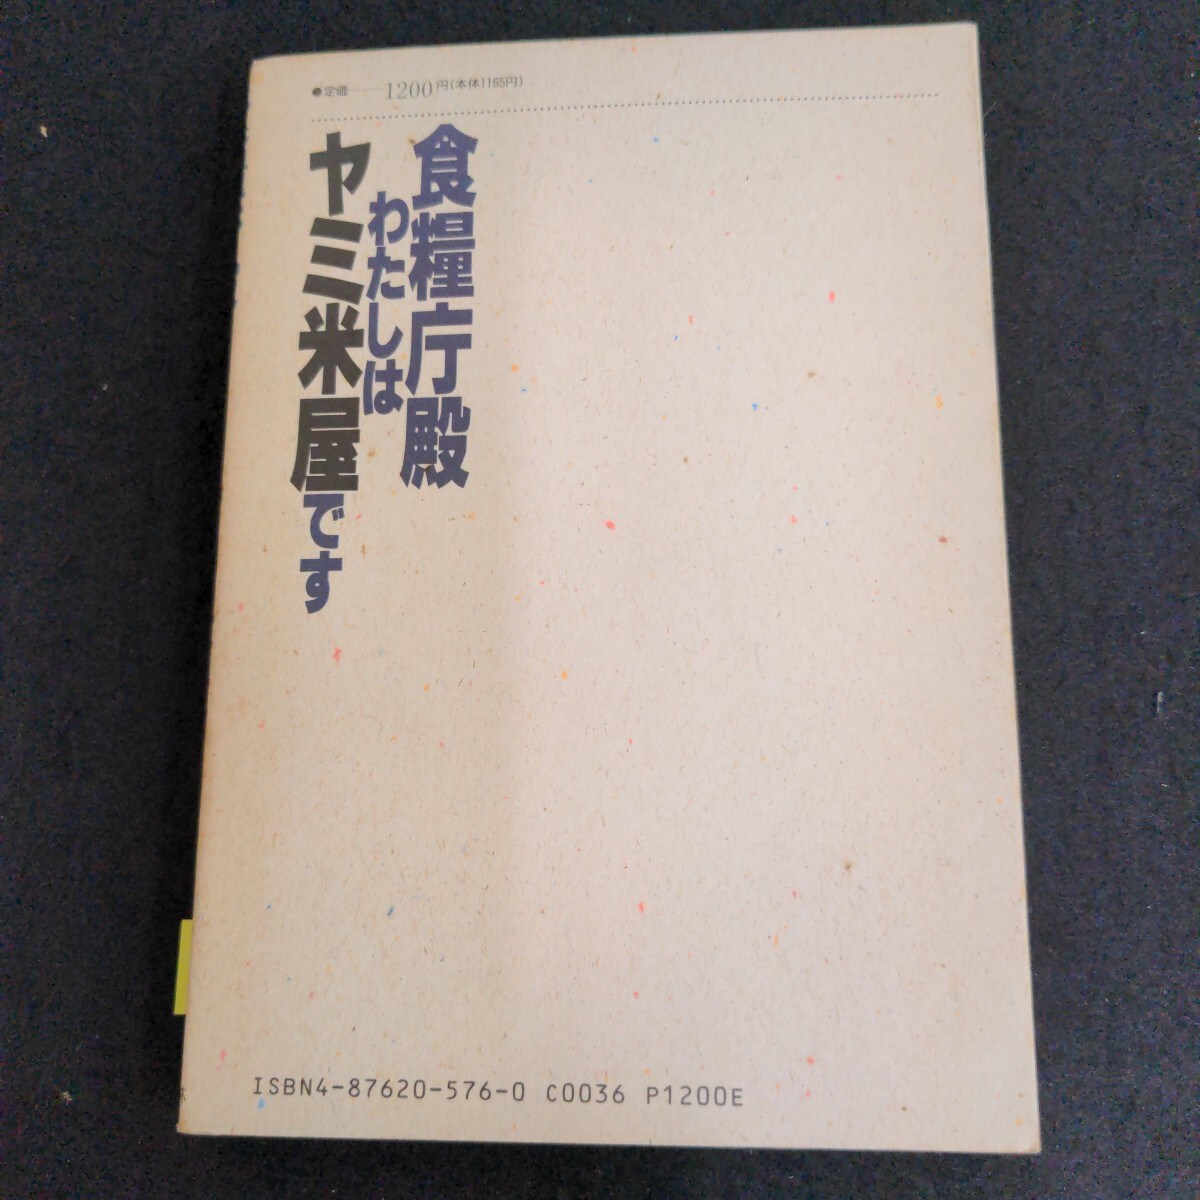 ●定価——1200円(本体1165円)
食糧庁殿
わたしは
ヤミ米屋です
ISBN4-87620-576-0 C0036 P1200E